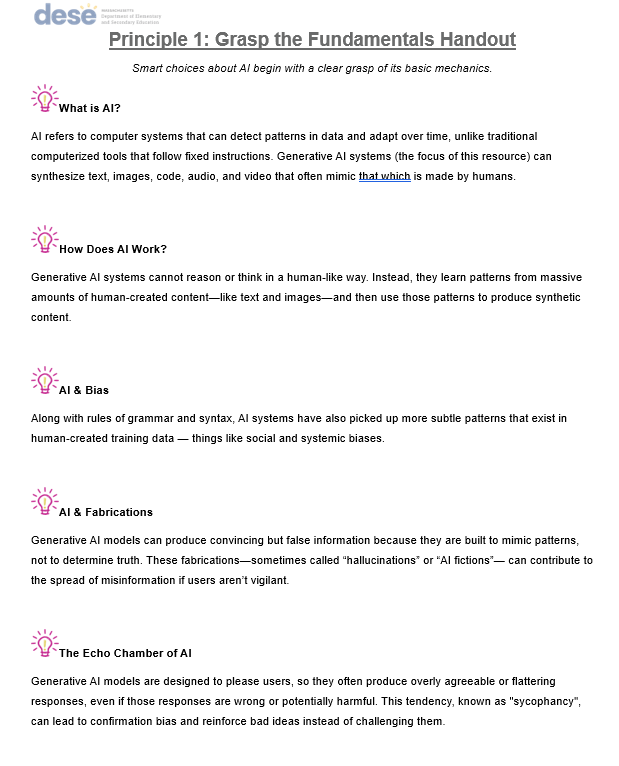 dese
MASSACHUSETTS
Department of Elementary
and Secondary Education
Principle 1: Grasp the Fundamentals Handout
Smart choices about AI begin with a clear grasp of its basic mechanics.
What is AI?
AI refers to computer systems that can detect patterns in data and adapt over time, unlike traditional
computerized tools that follow fixed instructions. Generative AI systems (the focus of this resource) can
synthesize text, images, code, audio, and video that often mimic that which is made by humans.
How Does AI Work?
Generative AI systems cannot reason or think in a human-like way. Instead, they learn patterns from massive
amounts of human-created content—like text and images—and then use those patterns to produce synthetic
content.
AI & Bias
Along with rules of grammar and syntax, AI systems have also picked up more subtle patterns that exist in
human-created training data — things like social and systemic biases.
AI & Fabrications
Generative AI models can produce convincing but false information because they are built to mimic patterns,
not to determine truth. These fabrications—sometimes called “hallucinations” or “AI fictions”— can contribute to
the spread of misinformation if users aren’t vigilant.
The Echo Chamber of AI
Generative AI models are designed to please users, so they often produce overly agreeable or flattering
responses, even if those responses are wrong or potentially harmful. This tendency, known as "sycophancy",
can lead to confirmation bias and reinforce bad ideas instead of challenging them.